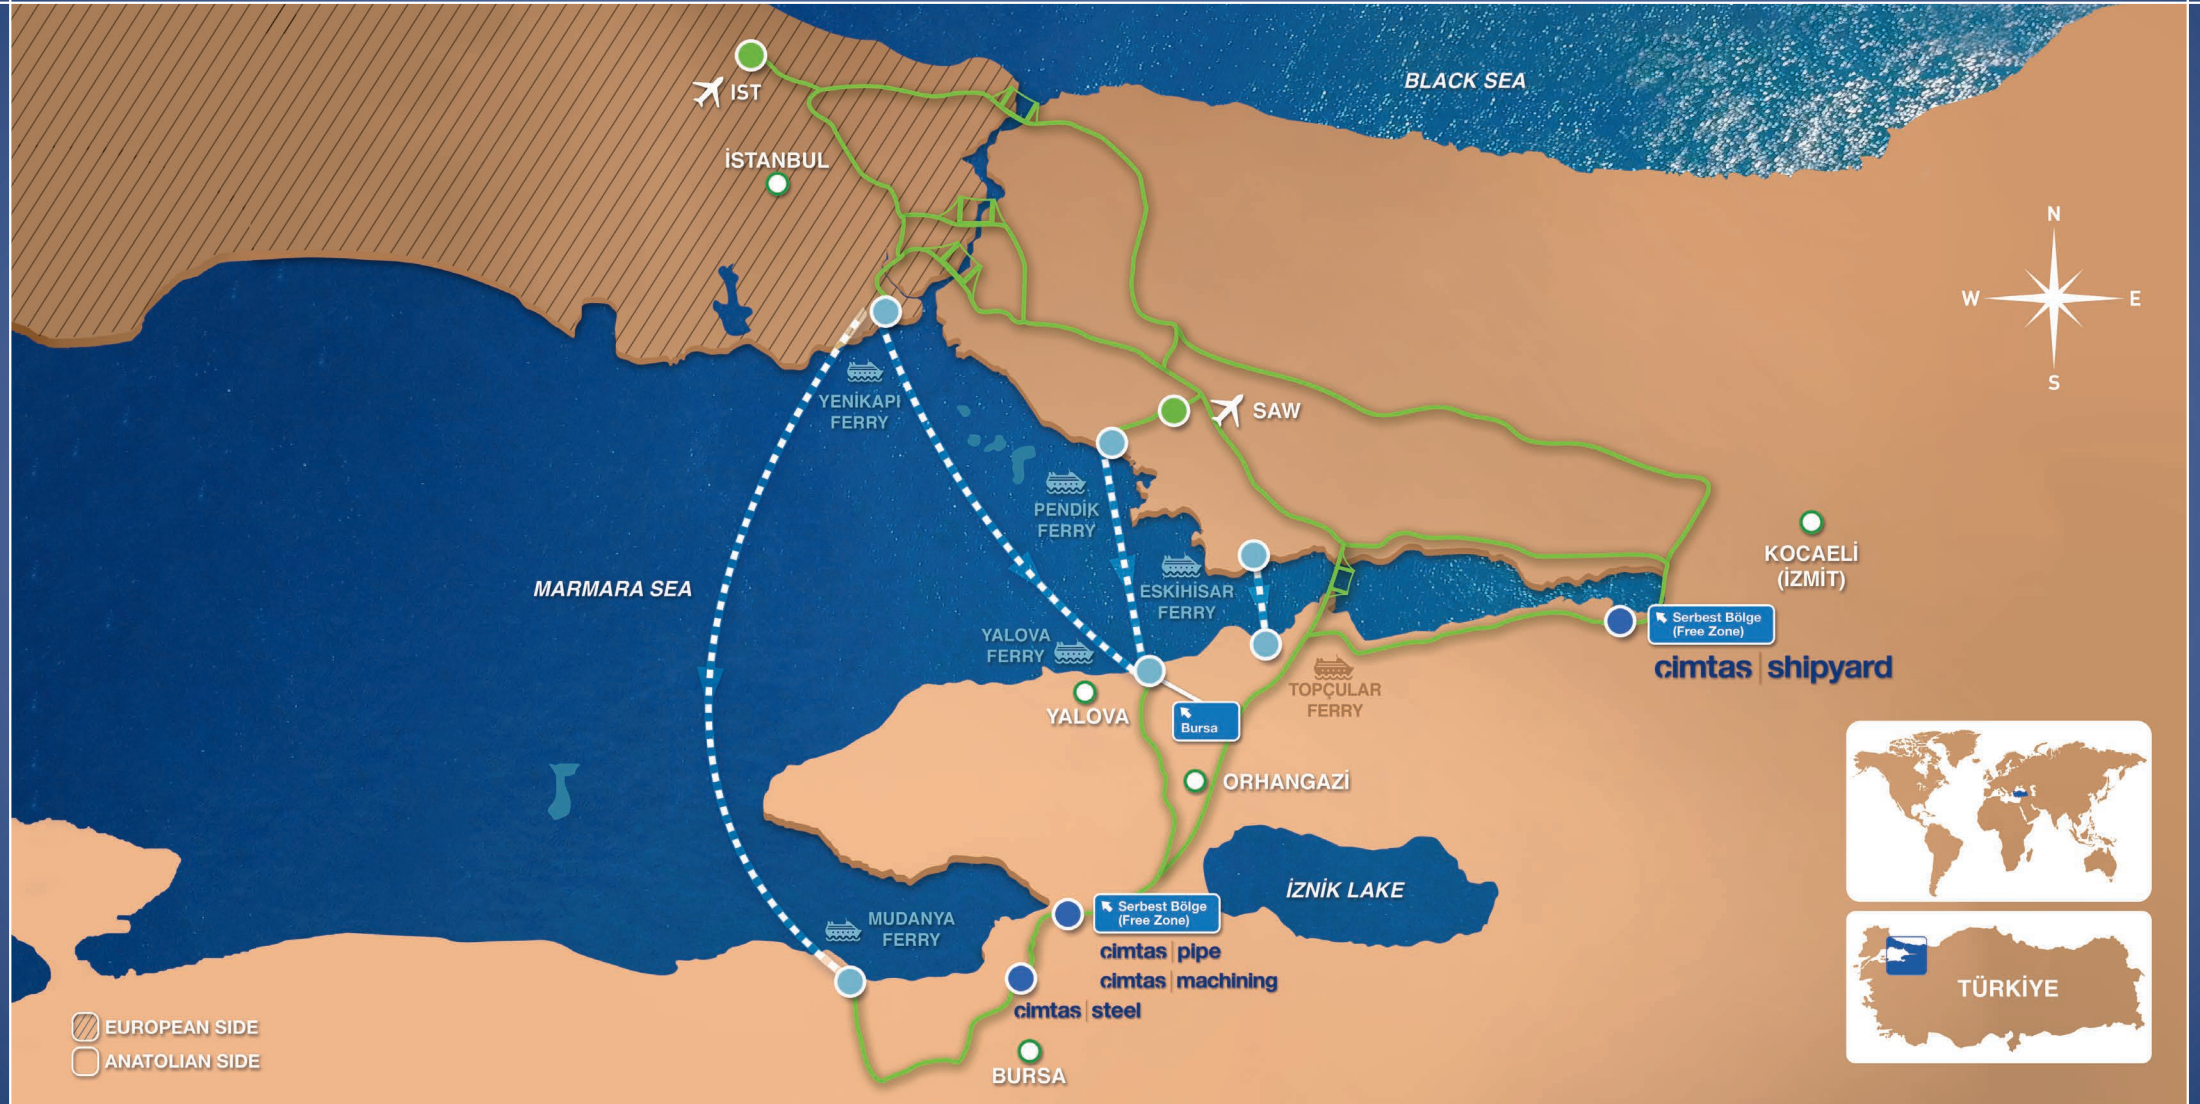 BLACK SEA
IST
İSTANBUL
N
W
E
S
YENİKAPI
FERRY
SAW
PENDİK
FERRY
KOCAELİ
(İZMİT)
MARMARA SEA
ESKİHİSAR
FERRY
Serbest Bölge
(Free Zone)
cimtas|shipyard
YALOVA
FERRY
TOPÇULAR
FERRY
YALOVA
Bursa
ORHANGAZİ
İZNİK LAKE
Serbest Bölge
(Free Zone)
MUDANYA
FERRY
cimtas|pipe
cimtas|machining
cimtas|steel
TÜRKİYE
EUROPEAN SIDE
ANATOLIAN SIDE
BURSA